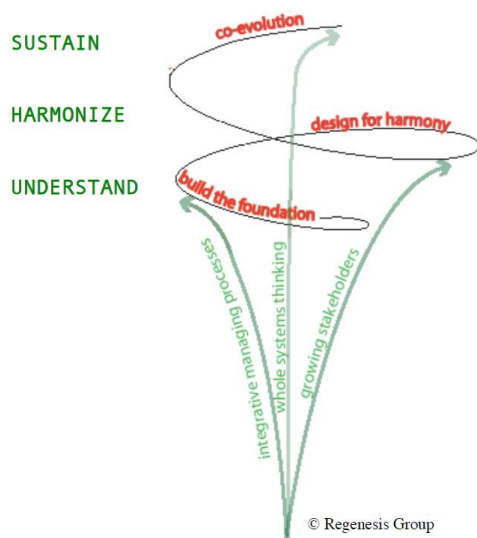 co-evolution
SUSTAIN
HARMONIZE
design for harmony
UNDERSTAND
build the foundation
integrative managing processes
whole systems thinking
growing stakeholders
© Regenesis Group